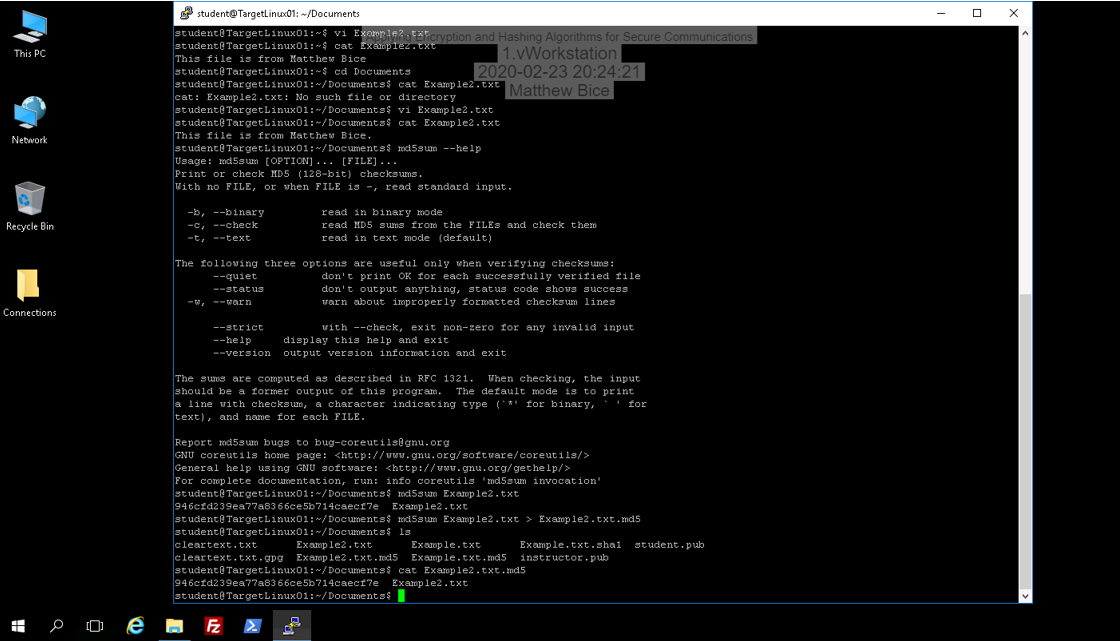 student@TargetLinux01: ~/Documents
This PC
Network
Recycle Bin
Connections
Applying Encryption and Hashing Algorithms for Secure Communications
1.vWorkstation
2020-02-23 20:24:21
Matthew Bice
student@TargetLinux01:~$ vi Example2.txt
student@TargetLinux01:~$ cat Example2.txt
This file is from Matthew Bice
student@TargetLinux01:~$ cd Documents
student@TargetLinux01:~/Documents$ cat Example2.txt
cat: Example2.txt: No such file or directory
student@TargetLinux01:~/Documents$ vi Example2.txt
student@TargetLinux01:~/Documents$ cat Example2.txt
This file is from Matthew Bice.
student@TargetLinux01:~/Documents$ md5sum --help
Usage: md5sum [OPTION]... [FILE]...
Print or check MD5 (128-bit) checksums.
With no FILE, or when FILE is -, read standard input.
-b, --binary         read in binary mode
-c, --check          read MD5 sums from the FILEs and check them
-t, --text           read in text mode (default)
The following three options are useful only when verifying checksums:
--quiet          don't print OK for each successfully verified file
--status         don't output anything, status code shows success
-w, --warn           warn about improperly formatted checksum lines
--strict         with --check, exit non-zero for any invalid input
--help     display this help and exit
--version  output version information and exit
The sums are computed as described in RFC 1321.  When checking, the input
should be a former output of this program.  The default mode is to print
a line with checksum, a character indicating type (`*' for binary, ` ' for
text), and name for each FILE.
Report md5sum bugs to bug-coreutils@gnu.org
GNU coreutils home page: <http://www.gnu.org/software/coreutils/>
General help using GNU software: <http://www.gnu.org/gethelp/>
For complete documentation, run: info coreutils 'md5sum invocation'
student@TargetLinux01:~/Documents$ md5sum Example2.txt
946cfd239ea77a8366ce5b714caecf7e  Example2.txt
student@TargetLinux01:~/Documents$ md5sum Example2.txt > Example2.txt.md5
student@TargetLinux01:~/Documents$ ls
cleartext.txt      Example2.txt      Example.txt      Example.txt.sha1  student.pub
cleartext.txt.gpg  Example2.txt.md5  Example.txt.md5  instructor.pub
student@TargetLinux01:~/Documents$ cat Example2.txt.md5
946cfd239ea77a8366ce5b714caecf7e  Example2.txt
student@TargetLinux01:~/Documents$